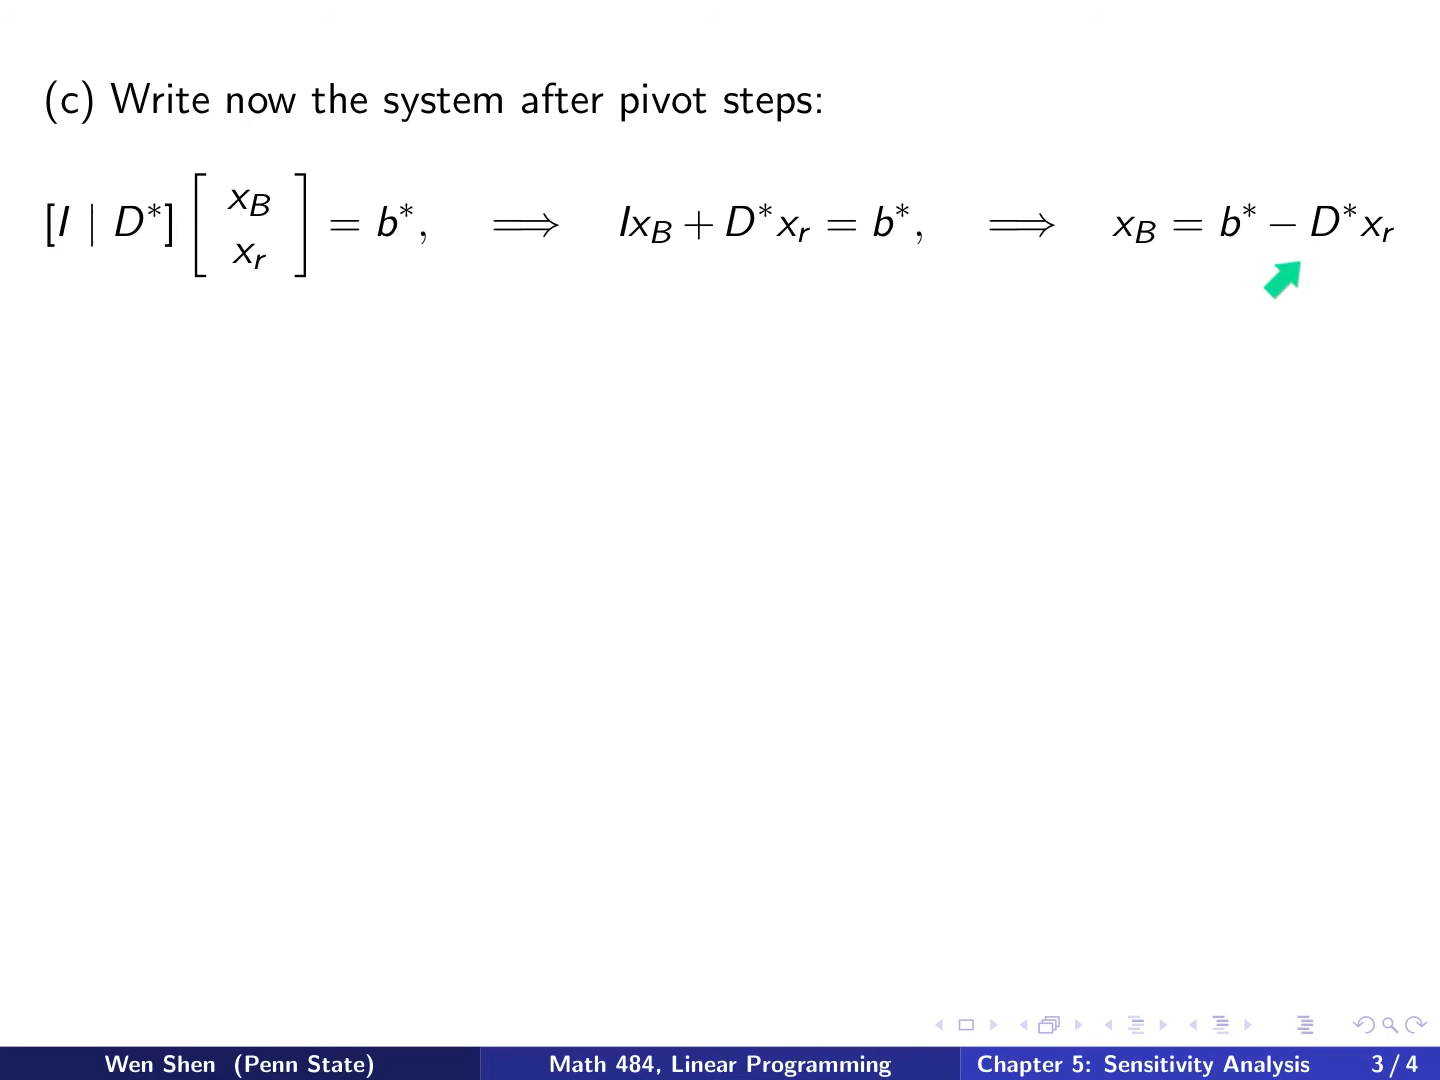 (c) Write now the system after pivot steps:
[I | D*] [ x_B x_r ] = b*, ⟹ Ix_B + D*x_r = b*, ⟹ x_B = b* − D*x_r
Wen Shen (Penn State) Math 484, Linear Programming Chapter 5: Sensitivity Analysis 3 / 4